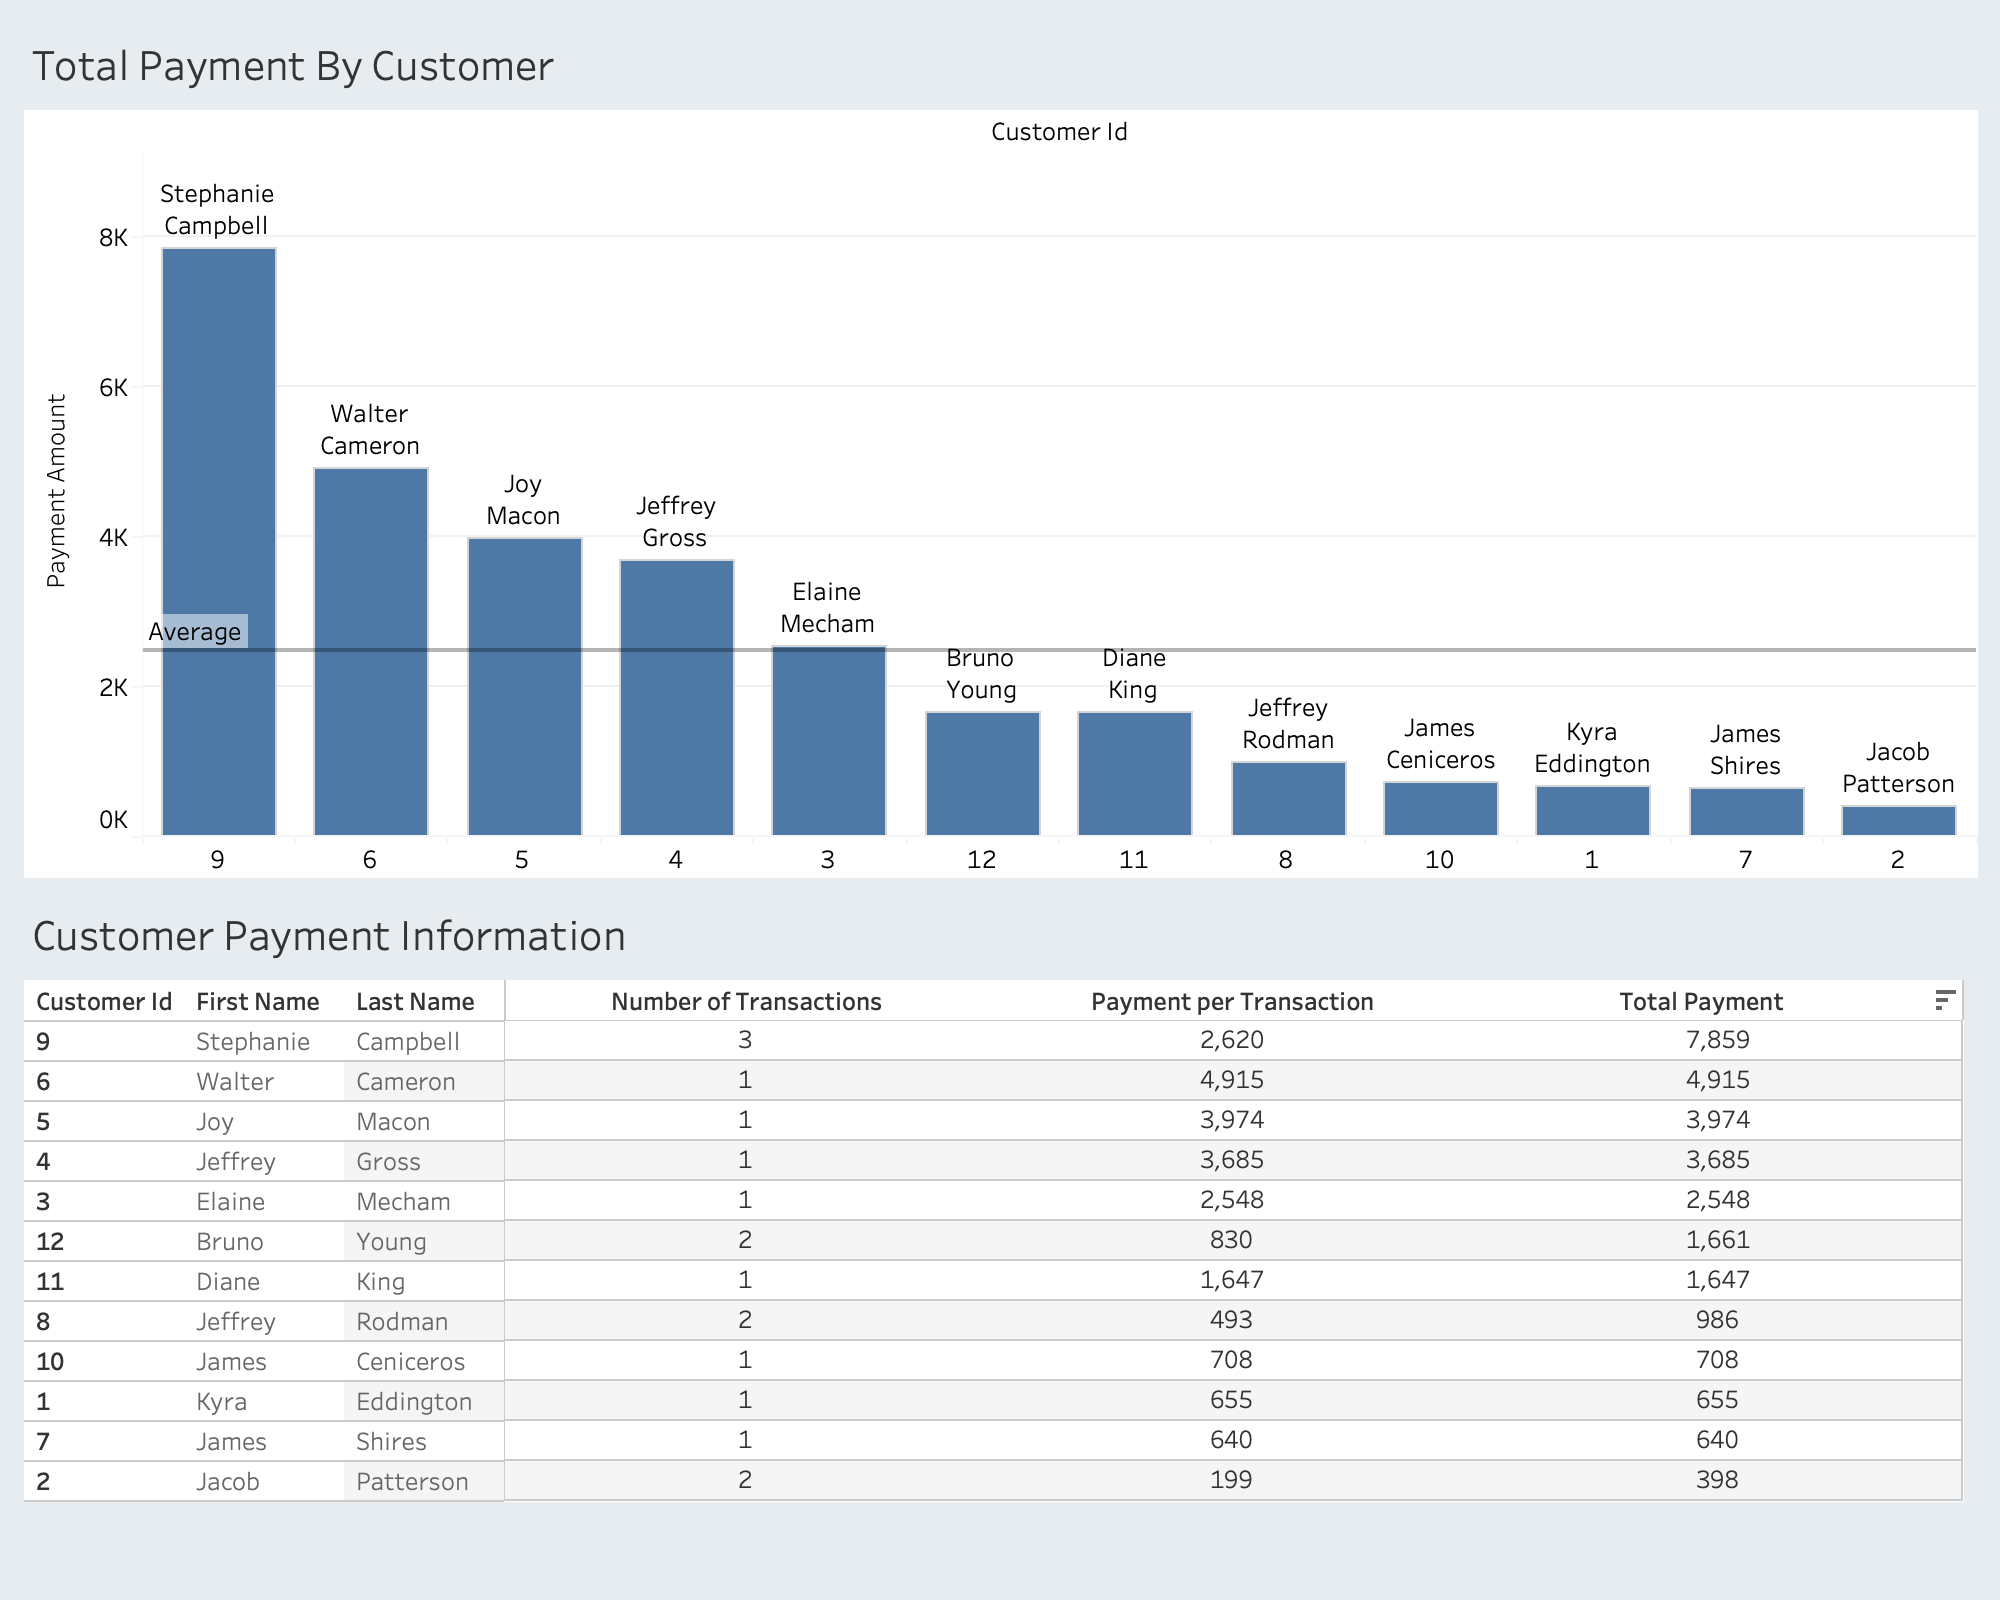 Total Payment By Customer
Customer Id
Payment Amount
8K
6K
4K
2K
0K
Average
Stephanie
Campbell
Walter
Cameron
Joy
Macon
Jeffrey
Gross
Elaine
Mecham
Bruno
Young
Diane
King
Jeffrey
Rodman
James
Ceniceros
Kyra
Eddington
James
Shires
Jacob
Patterson
9 6 5 4 3 12 11 8 10 1 7 2
Customer Payment Information
Customer Id First Name Last Name Number of Transactions Payment per Transaction Total Payment
9 Stephanie Campbell 3 2,620 7,859
6 Walter Cameron 1 4,915 4,915
5 Joy Macon 1 3,974 3,974
4 Jeffrey Gross 1 3,685 3,685
3 Elaine Mecham 1 2,548 2,548
12 Bruno Young 2 830 1,661
11 Diane King 1 1,647 1,647
8 Jeffrey Rodman 2 493 986
10 James Ceniceros 1 708 708
1 Kyra Eddington 1 655 655
7 James Shires 1 640 640
2 Jacob Patterson 2 199 398